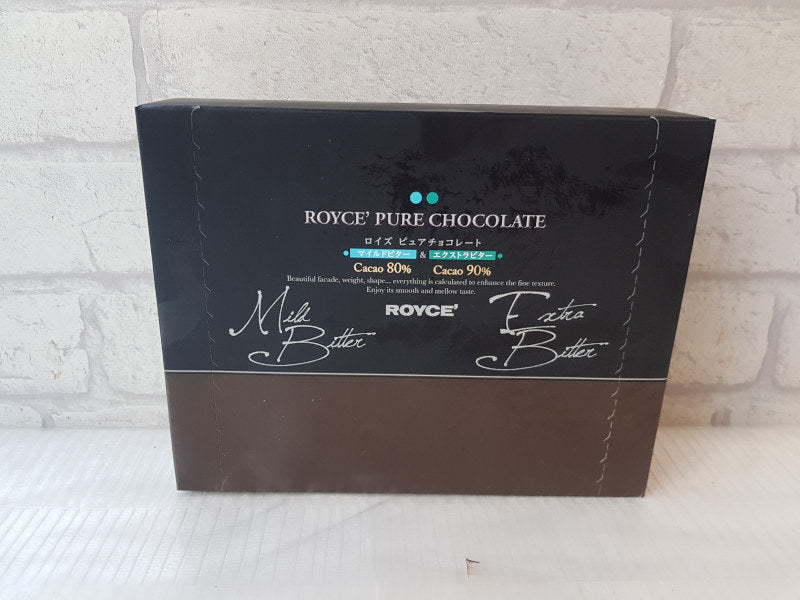 ROYCE' PURE CHOCOLATE
ロイズ ピュアチョコレート
マイルドビター & エクストラビター
Cacao 80% Cacao 90%
Beautiful facade, weight, shape... everything is calculated to enhance the fine texture.
Enjoy its smooth and mellow taste.
ROYCE'
Mild Bitter
Extra Bitter